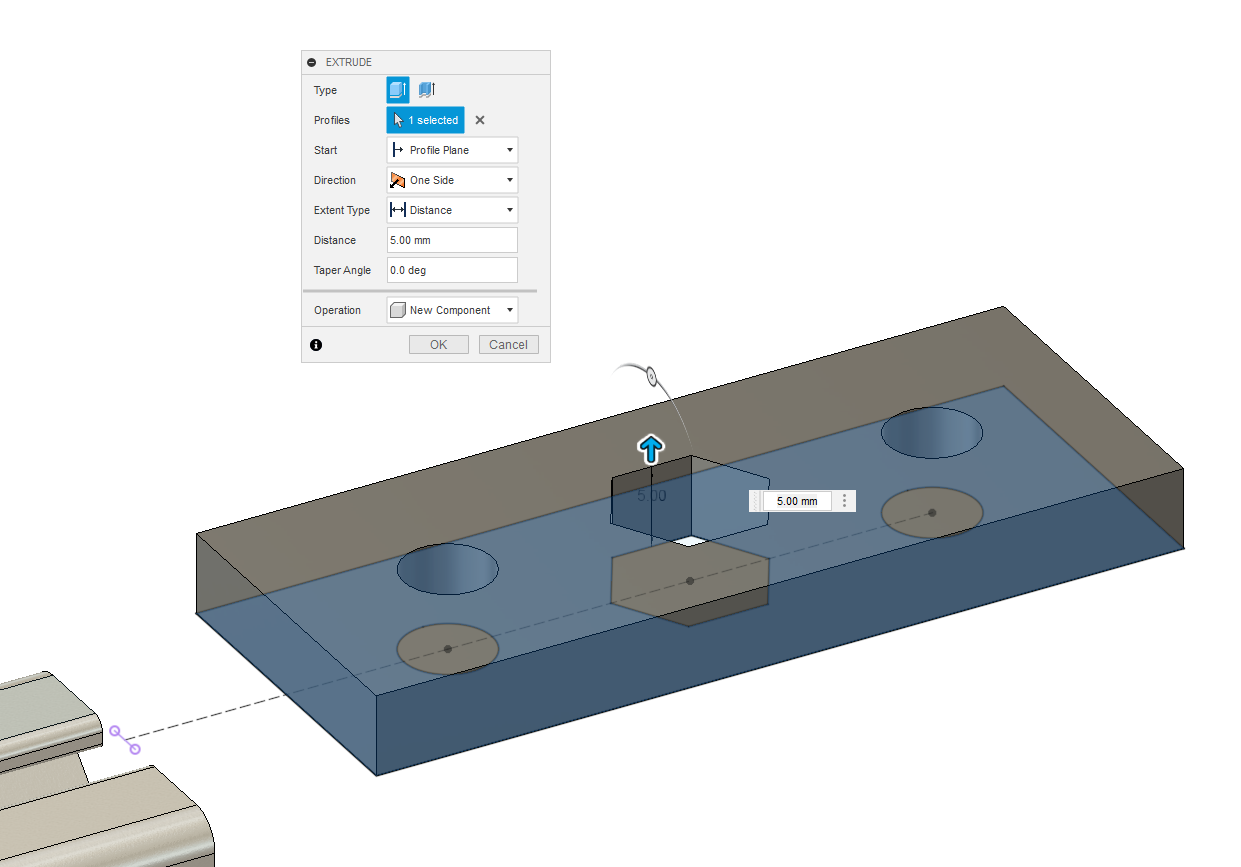 EXTRUDE
Type
Profiles 1 selected
Start Profile Plane
Direction One Side
Extent Type Distance
Distance 5.00 mm
Taper Angle 0.0 deg
Operation New Component
OK Cancel
5.00
5.00 mm